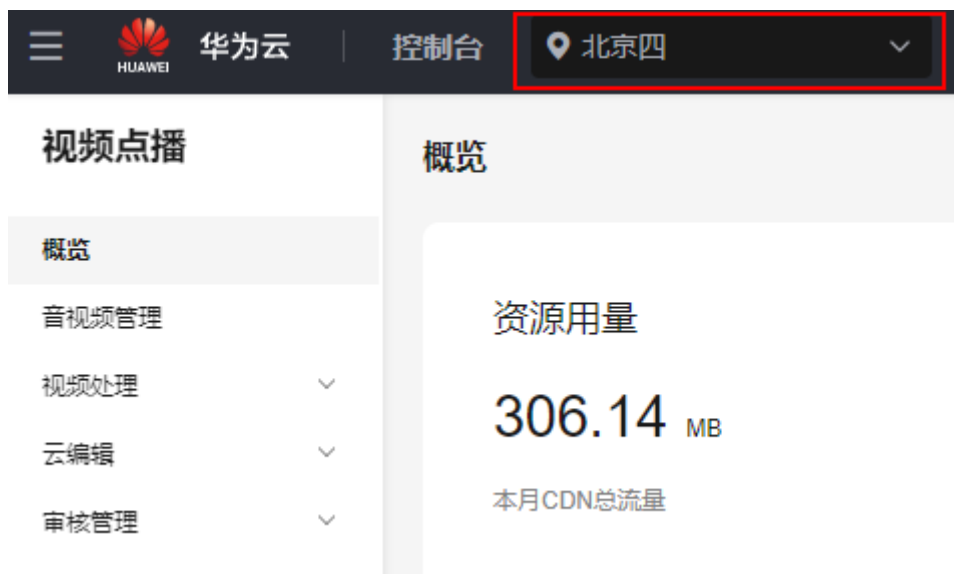 HUAWEI 华为云 控制台 北京四
视频点播
概览
音视频管理
视频处理
云编辑
审核管理
概览
资源用量
306.14 MB
本月CDN总流量